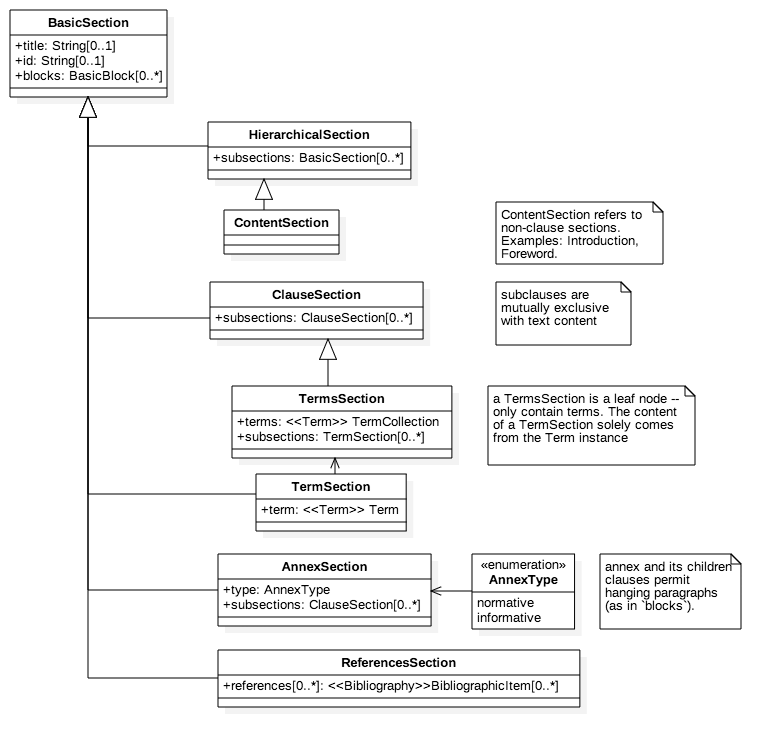 BasicSection
+title: String[0..1]
+id: String[0..1]
+blocks: BasicBlock[0..*]
HierarchicalSection
+subsections: BasicSection[0..*]
ContentSection
ContentSection refers to
non-clause sections.
Examples: Introduction,
Foreword.
ClauseSection
+subsections: ClauseSection[0..*]
subclauses are
mutually exclusive
with text content
TermsSection
+terms: <<Term>> TermCollection
+subsections: TermSection[0..*]
a TermsSection is a leaf node --
only contain terms. The content
of a TermSection solely comes
from the Term instance
TermSection
+term: <<Term>> Term
AnnexSection
+type: AnnexType
+subsections: ClauseSection[0..*]
«enumeration»
AnnexType
normative
informative
annex and its children
clauses permit
hanging paragraphs
(as in `blocks`).
ReferencesSection
+references[0..*]: <<Bibliography>>BibliographicItem[0..*]